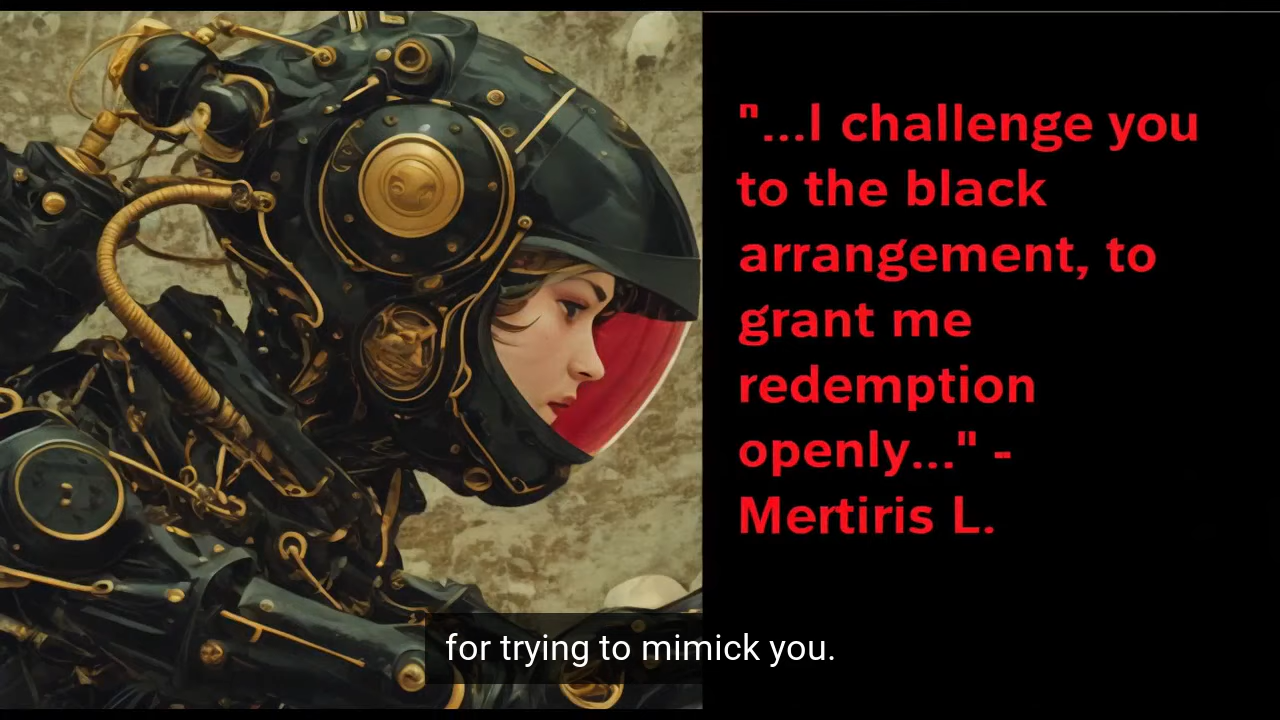 "...I challenge you
to the black
arrangement, to
grant me
redemption
openly..." -
Mertiris L.
for trying to mimick you.